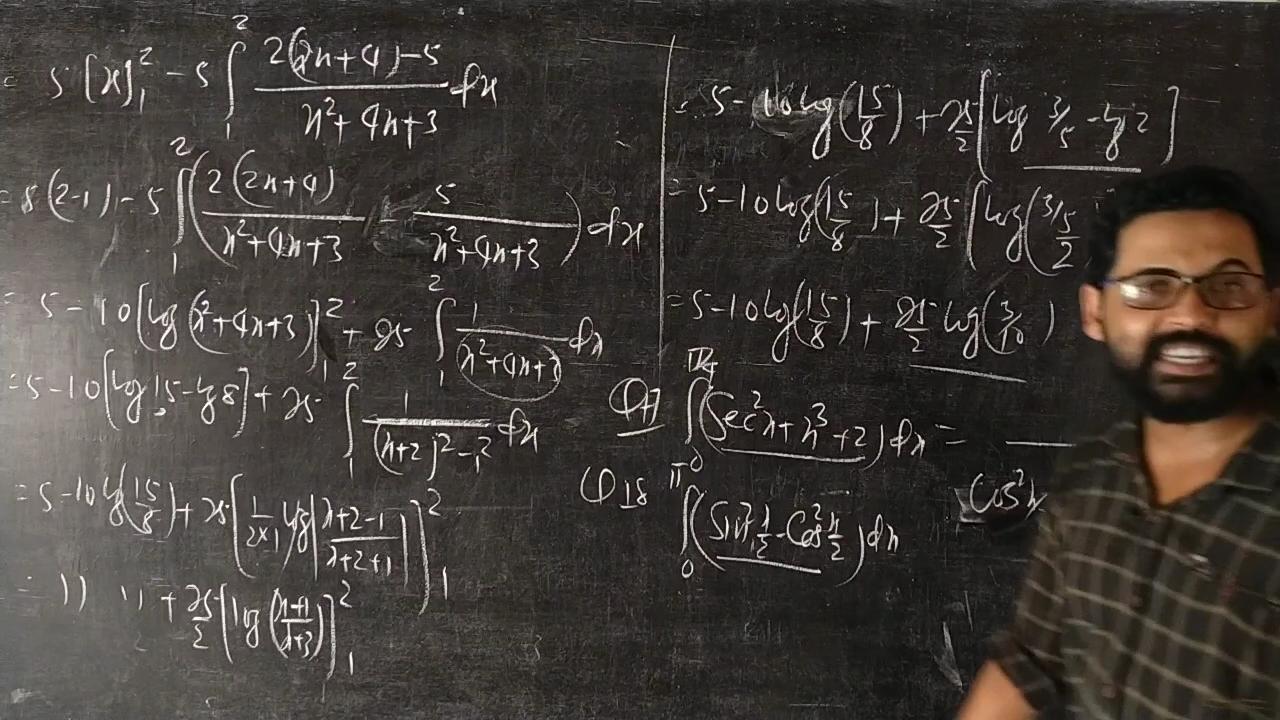 = 5 [x]₁² - 5 ∫₁² 2(2x+4)-5 / x²+4x+3 dx
= 5(2-1) - 5 ∫₁² ( 2(2x+4) / x²+4x+3 - 5 / x²+4x+3 ) dx
= 5 - 10 [log(x²+4x+3)]₁² + 25 ∫₁² 1 / x²+4x+3 dx
= 5 - 10 [log 15 - log 8] + 25 ∫₁² 1 / (x+2)² - 1² dx
= 5 - 10 log(15/8) + 25 [ 1/2×1 log | x+2-1 / x+2+1 | ]₁²
= 11 11 + 25/2 [ log ( x+1 / x+3 ) ]₁²
= 5 - 10 log(15/8) + 25/2 [ log 3/5 - log 2 ]
= 5 - 10 log(15/8) + 25/2 [ log( 3/5 / 2
= 5 - 10 log(15/8) + 25/2 log(3/10)
Q17 ∫₀^π/4 (Sec²x + x³ + 2) dx =
Q18 ∫₀^π (Sin² x/2 - Cos² x/2) dx
Cos²x